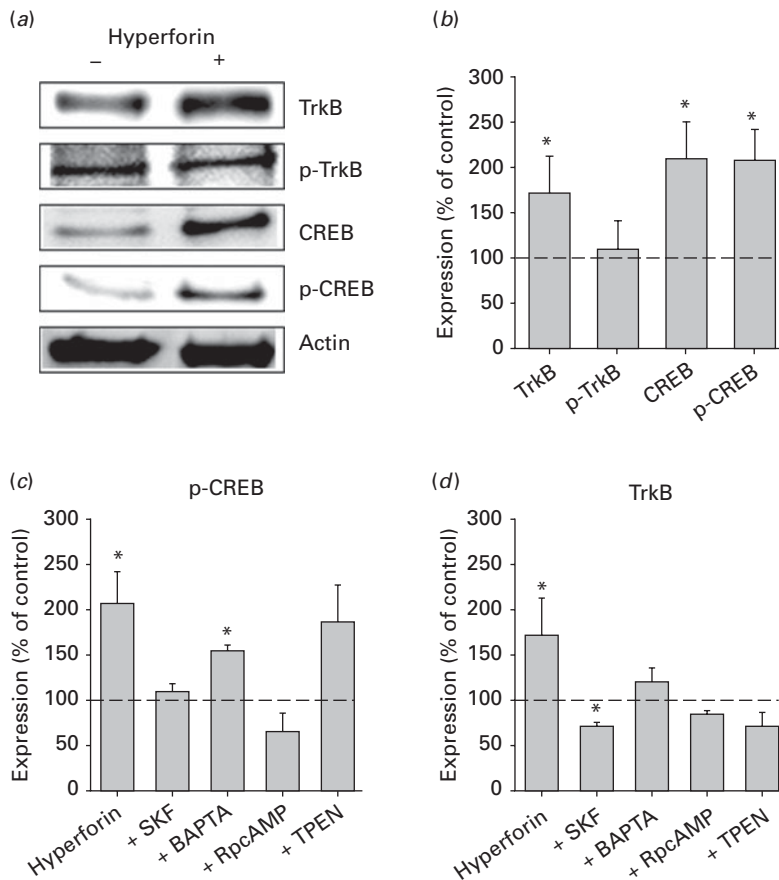 (a)
Hyperforin
– +
TrkB
p-TrkB
CREB
p-CREB
Actin
(b)
Expression (% of control)
300
250
200
150
100
50
0
* * *
TrkB
p-TrkB
CREB
p-CREB
(c)
p-CREB
Expression (% of control)
300
250
200
150
100
50
0
* *
Hyperforin
+ SKF
+ BAPTA
+ RpcAMP
+ TPEN
(d)
TrkB
Expression (% of control)
300
250
200
150
100
50
0
* *
Hyperforin
+ SKF
+ BAPTA
+ RpcAMP
+ TPEN